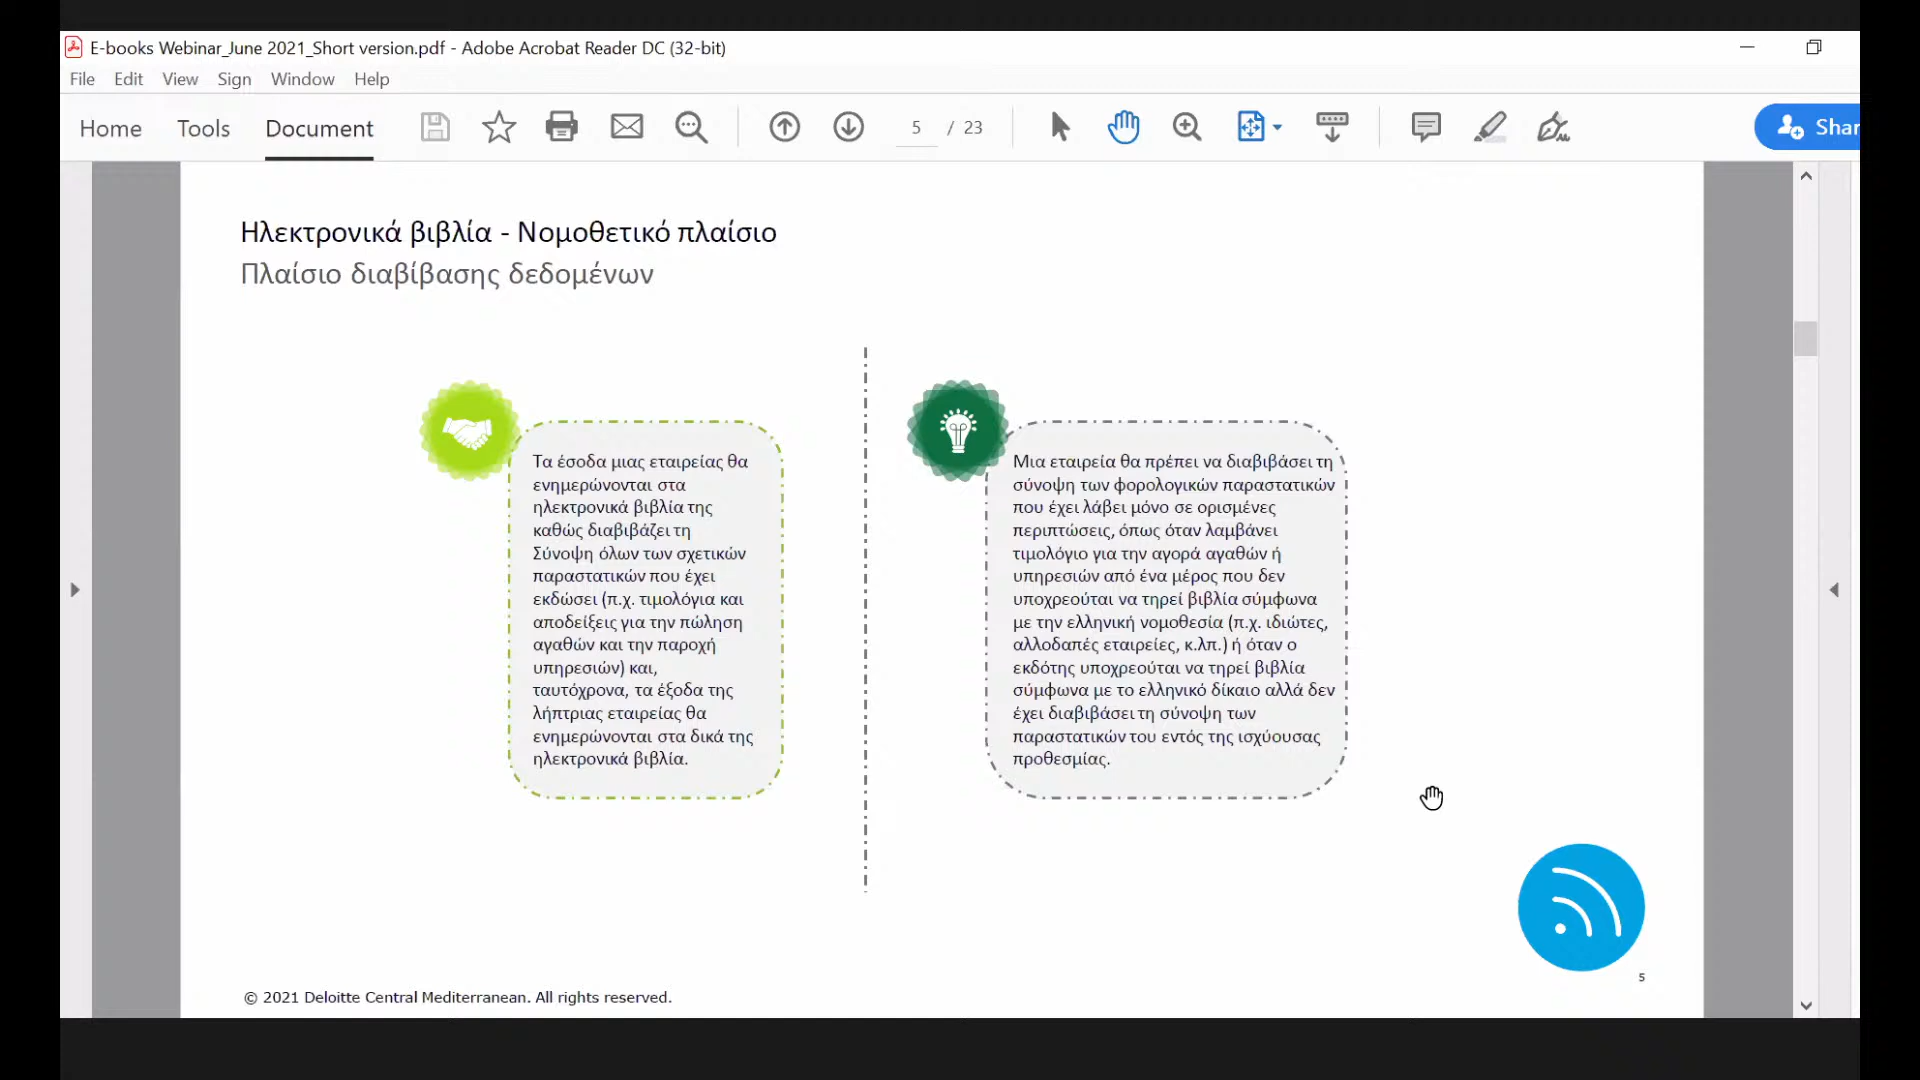 E-books Webinar_June 2021_Short version.pdf - Adobe Acrobat Reader DC (32-bit)
File Edit View Sign Window Help
Home Tools Document 5 / 23
Ηλεκτρονικά βιβλία - Νομοθετικό πλαίσιο
Πλαίσιο διαβίβασης δεδομένων
Τα έσοδα μιας εταιρείας θα
ενημερώνονται στα
ηλεκτρονικά βιβλία της
καθώς διαβιβάζει τη
Σύνοψη όλων των σχετικών
παραστατικών που έχει
εκδώσει (π.χ. τιμολόγια και
αποδείξεις για την πώληση
αγαθών και την παροχή
υπηρεσιών) και,
ταυτόχρονα, τα έξοδα της
λήπτριας εταιρείας θα
ενημερώνονται στα δικά της
ηλεκτρονικά βιβλία.
Μια εταιρεία θα πρέπει να διαβιβάσει τη
σύνοψη των φορολογικών παραστατικών
που έχει λάβει μόνο σε ορισμένες
περιπτώσεις, όπως όταν λαμβάνει
τιμολόγιο για την αγορά αγαθών ή
υπηρεσιών από ένα μέρος που δεν
υποχρεούται να τηρεί βιβλία σύμφωνα
με την ελληνική νομοθεσία (π.χ. ιδιώτες,
αλλοδαπές εταιρείες, κ.λπ.) ή όταν ο
εκδότης υποχρεούται να τηρεί βιβλία
σύμφωνα με το ελληνικό δίκαιο αλλά δεν
έχει διαβιβάσει τη σύνοψη των
παραστατικών του εντός της ισχύουσας
προθεσμίας.
5
© 2021 Deloitte Central Mediterranean. All rights reserved.